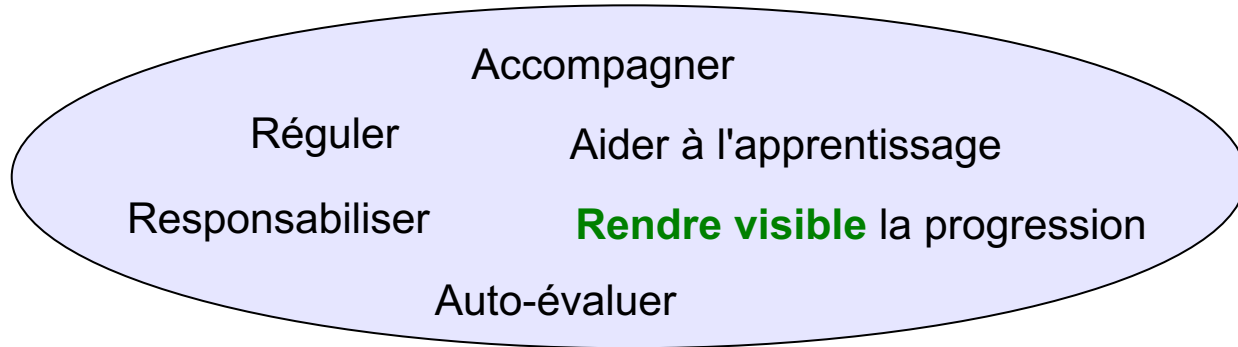 Accompagner
Réguler
Aider à l'apprentissage
Responsabiliser
Rendre visible la progression
Auto-évaluer